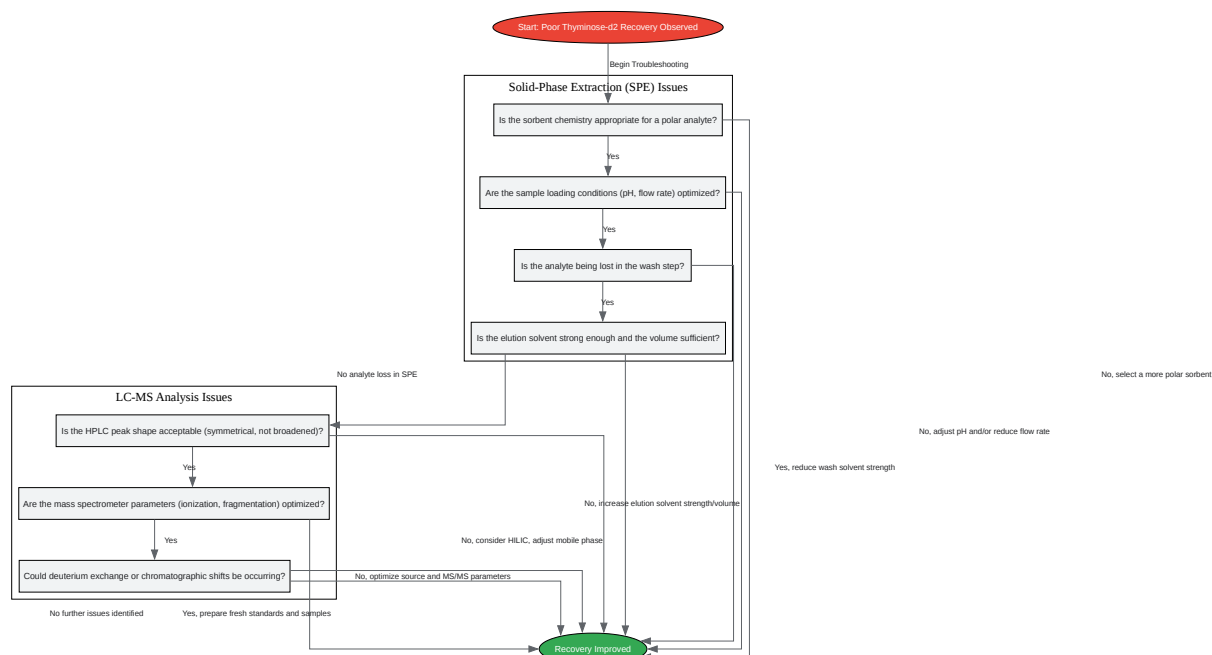 Start: Poor Thyminose-d2 Recovery Observed
Begin Troubleshooting
Solid-Phase Extraction (SPE) Issues
Is the sorbent chemistry appropriate for a polar analyte?
Yes
Are the sample loading conditions (pH, flow rate) optimized?
Yes
Is the analyte being lost in the wash step?
Yes
Is the elution solvent strong enough and the volume sufficient?
No analyte loss in SPE
No, select a more polar sorbent
LC-MS Analysis Issues
Is the HPLC peak shape acceptable (symmetrical, not broadened)?
No, adjust pH and/or reduce flow rate
Yes
Yes, reduce wash solvent strength
Are the mass spectrometer parameters (ionization, fragmentation) optimized?
No, increase elution solvent strength/volume
Yes
No, consider HILIC, adjust mobile phase
Could deuterium exchange or chromatographic shifts be occurring?
No, optimize source and MS/MS parameters
No further issues identified
Yes, prepare fresh standards and samples
Recovery Improved